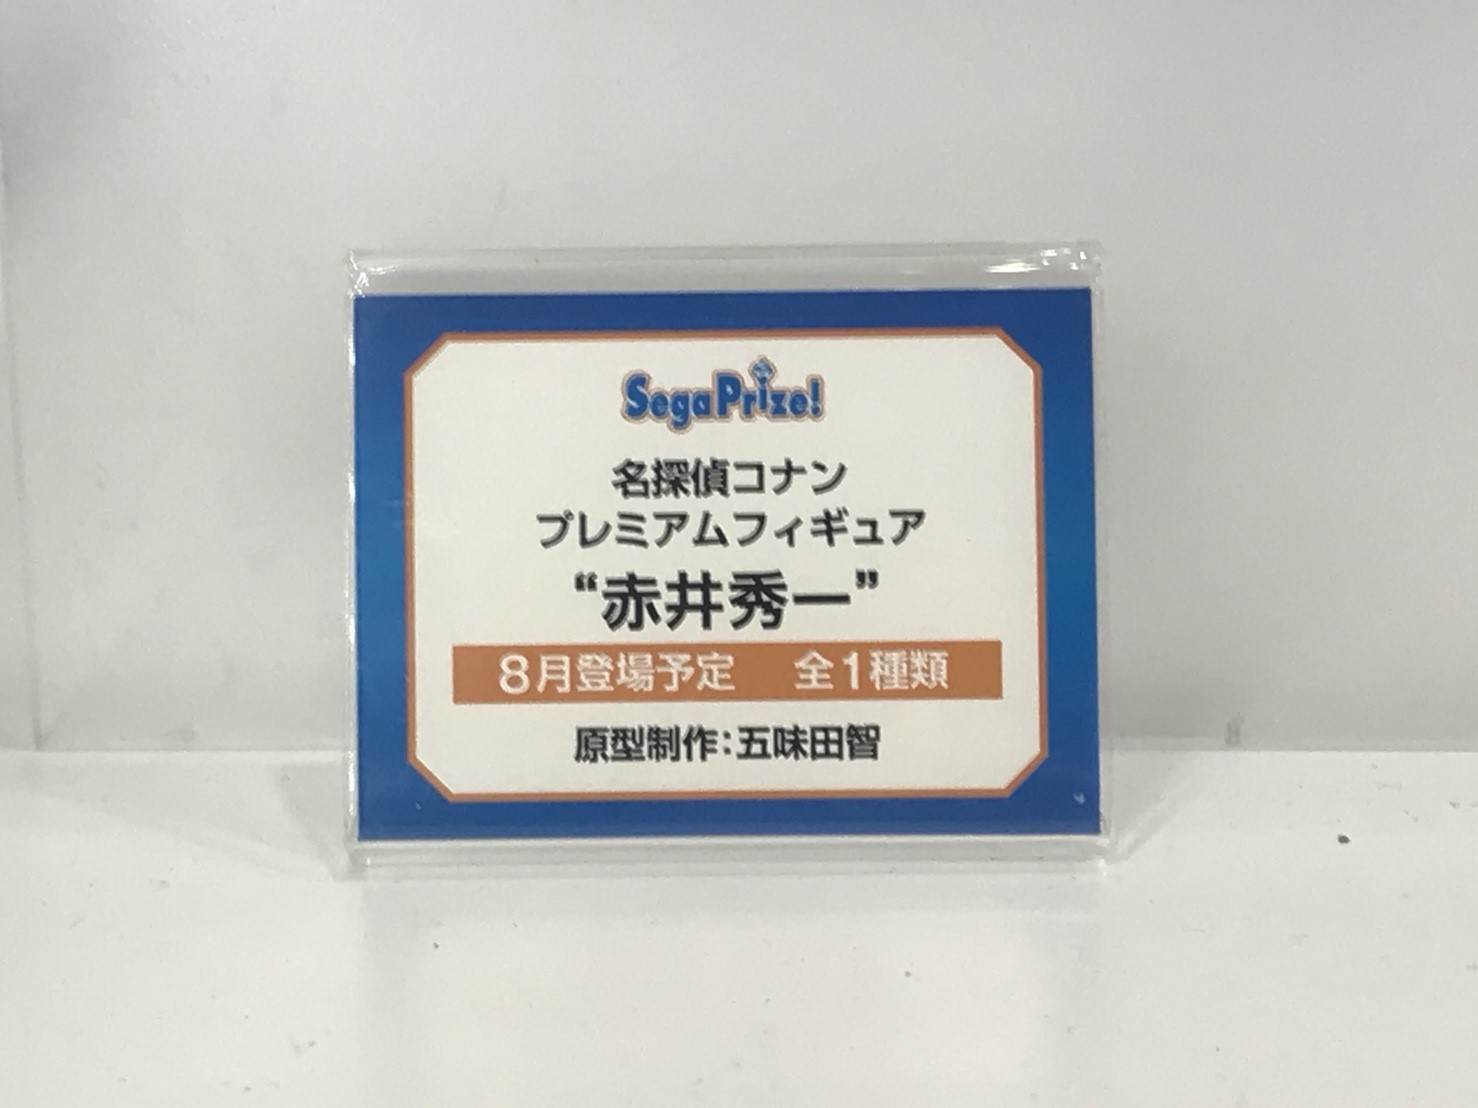 SegaPrize!
名探偵コナン
プレミアムフィギュア
“赤井秀一”
8月登場予定　全1種類
原型制作：五味田智